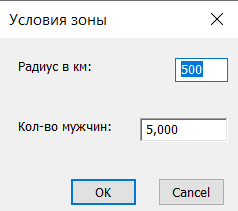 Условия зоны
Радиус в км: 500
Кол-во мужчин: 5,000
OK Cancel